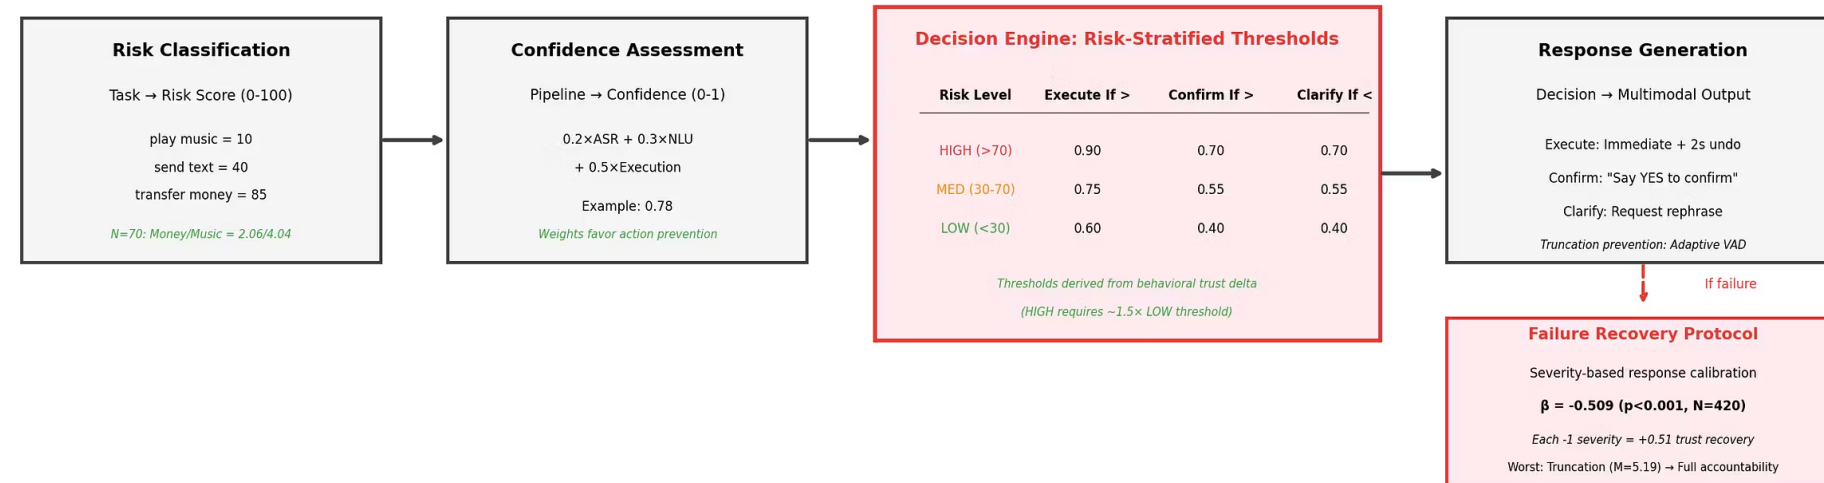 Risk Classification
Task → Risk Score (0-100)
play music = 10
send text = 40
transfer money = 85
N=70: Money/Music = 2.06/4.04
Confidence Assessment
Pipeline → Confidence (0-1)
0.2×ASR + 0.3×NLU
+ 0.5×Execution
Example: 0.78
Weights favor action prevention
Decision Engine: Risk-Stratified Thresholds
Risk Level Execute If > Confirm If > Clarify If <
HIGH (>70) 0.90 0.70 0.70
MED (30-70) 0.75 0.55 0.55
LOW (<30) 0.60 0.40 0.40
Thresholds derived from behavioral trust delta
(HIGH requires ~1.5× LOW threshold)
Response Generation
Decision → Multimodal Output
Execute: Immediate + 2s undo
Confirm: "Say YES to confirm"
Clarify: Request rephrase
Truncation prevention: Adaptive VAD
If failure
Failure Recovery Protocol
Severity-based response calibration
β = -0.509 (p<0.001, N=420)
Each -1 severity = +0.51 trust recovery
Worst: Truncation (M=5.19) → Full accountability